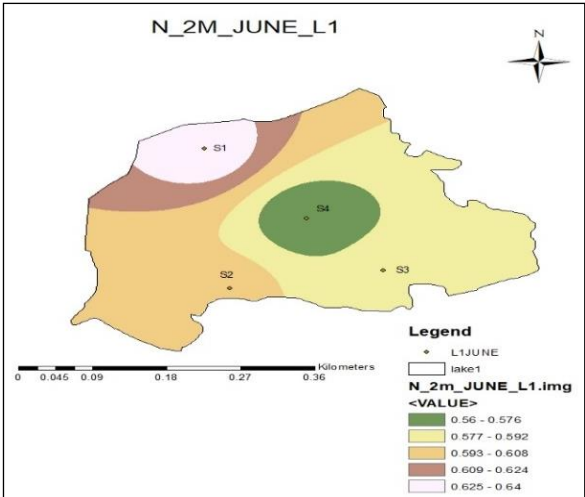 N_2M_JUNE_L1
N
S1
S4
S3
S2
Legend
L1JUNE
lake1
Kilometers
0 0.045 0.09 0.18 0.27 0.36
N_2m_JUNE_L1.img
<VALUE>
0.56 - 0.576
0.577 - 0.592
0.593 - 0.608
0.609 - 0.624
0.625 - 0.64